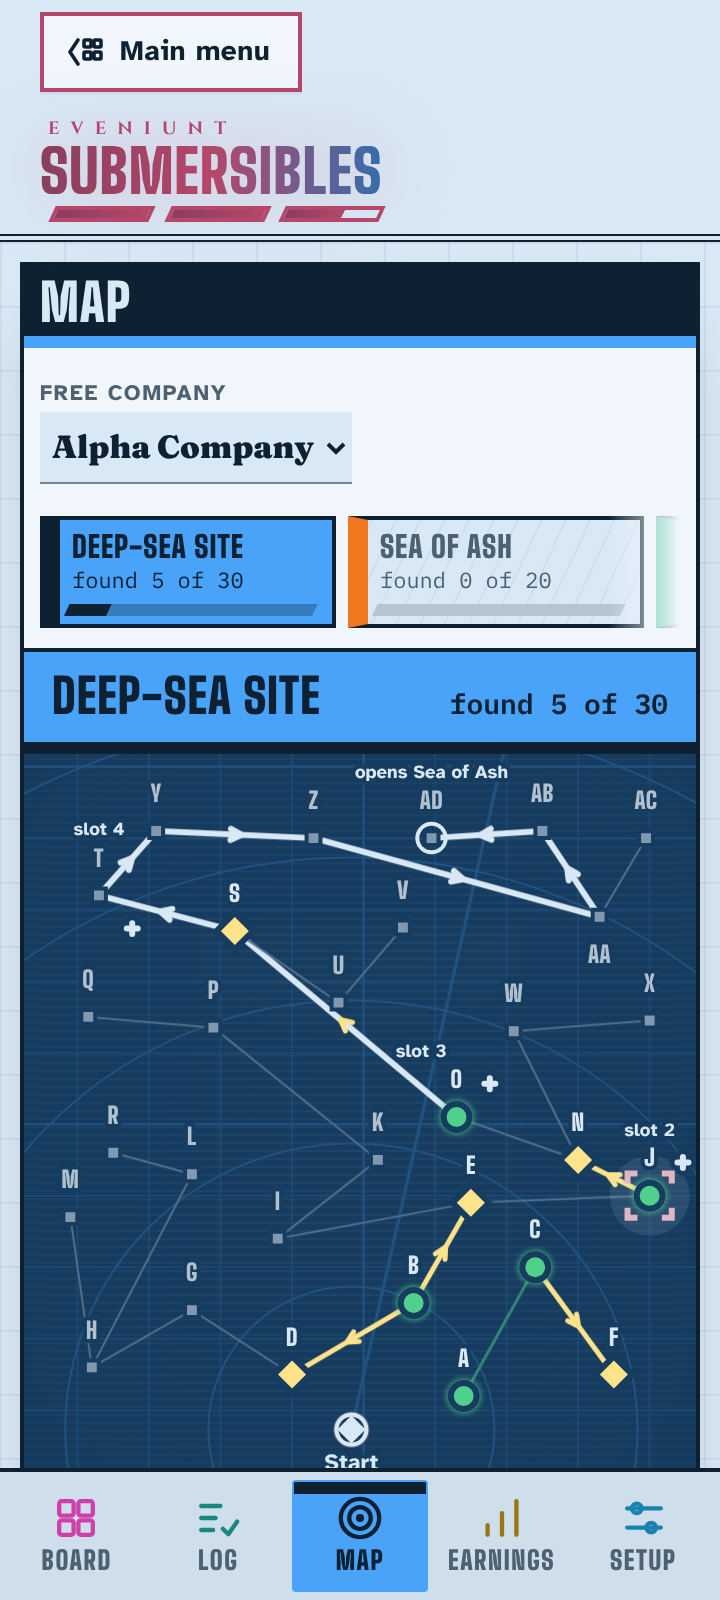 Main menu
EVENIUNT
SUBMERSIBLES
MAP
FREE COMPANY
Alpha Company
DEEP-SEA SITE
found 5 of 30
SEA OF ASH
found 0 of 20
DEEP-SEA SITE
found 5 of 30
opens Sea of Ash
Y
Z
AD
AB
AC
slot 4
T
S
V
U
AA
Q
P
W
X
slot 3
O
R
L
K
N
slot 2
J
M
E
I
C
G
B
H
D
A
F
Start
BOARD
LOG
MAP
EARNINGS
SETUP